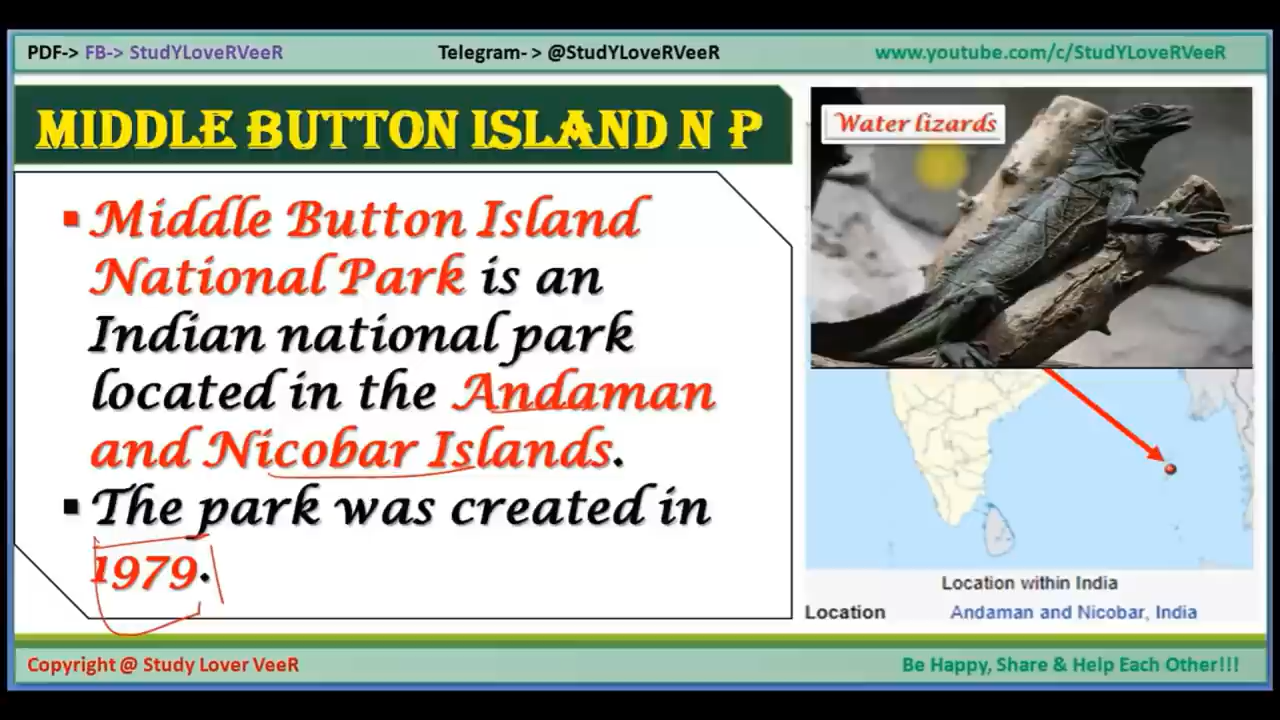 PDF-> FB-> StudYLoveRVeeR
Telegram- > @StudYLoveRVeeR
www.youtube.com/c/StudYLoveRVeeR
MIDDLE BUTTON ISLAND N P
Water lizards
▪ Middle Button Island
National Park is an
Indian national park
located in the Andaman
and Nicobar Islands.
▪ The park was created in
1979.
Location within India
Location Andaman and Nicobar, India
Copyright @ Study Lover VeeR
Be Happy, Share & Help Each Other!!!